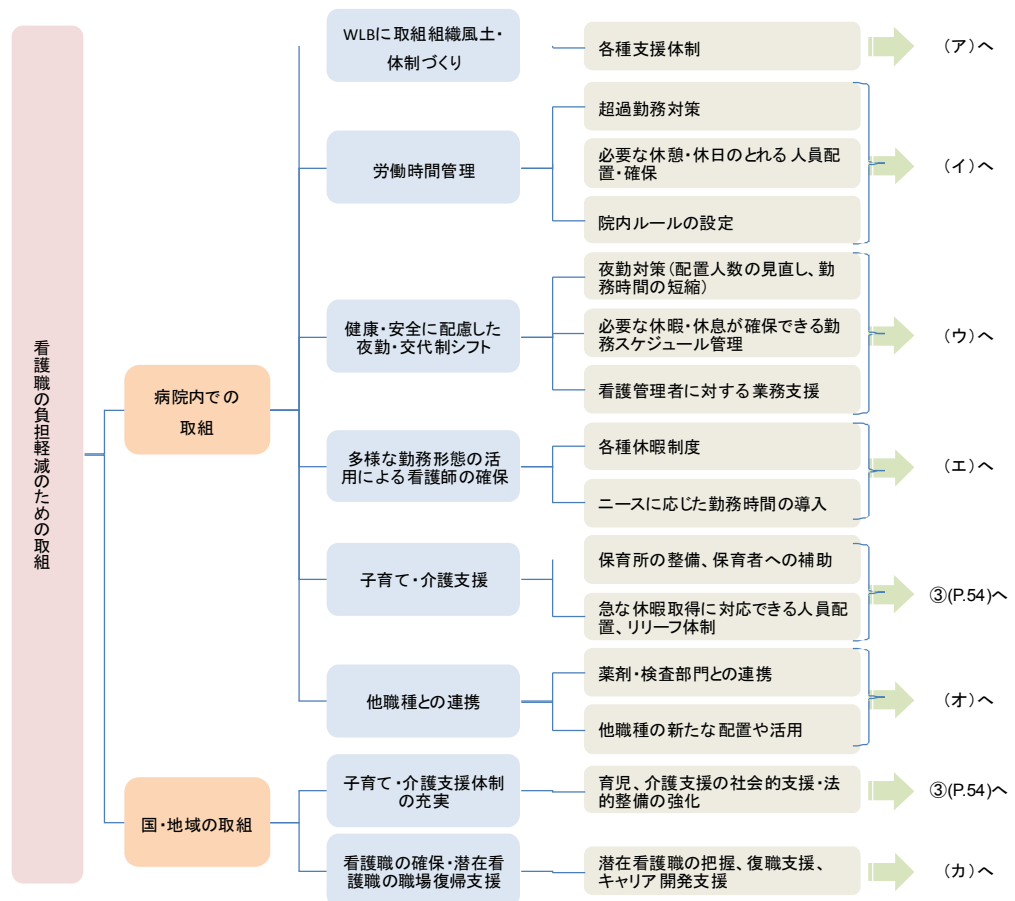 看護職の負担軽減のための取組
病院内での
取組
国・地域の取組
WLBに取組組織風土・
体制づくり
各種支援体制
（ア）へ
労働時間管理
超過勤務対策
必要な休憩・休日のとれる人員配
置・確保
院内ルールの設定
（イ）へ
健康・安全に配慮した
夜勤・交代制シフト
夜勤対策（配置人数の見直し、勤
務時間の短縮）
必要な休暇・休息が確保できる勤
務スケジュール管理
看護管理者に対する業務支援
（ウ）へ
多様な勤務形態の活
用による看護師の確保
各種休暇制度
ニースに応じた勤務時間の導入
（エ）へ
子育て・介護支援
保育所の整備、保育者への補助
急な休暇取得に対応できる人員配
置、リリーフ体制
③(P.54)へ
他職種との連携
薬剤・検査部門との連携
他職種の新たな配置や活用
（オ）へ
子育て・介護支援体制
の充実
育児、介護支援の社会的支援・法
的整備の強化
③(P.54)へ
看護職の確保・潜在看
護職の職場復帰支援
潜在看護職の把握、復職支援、
キャリア開発支援
（カ）へ